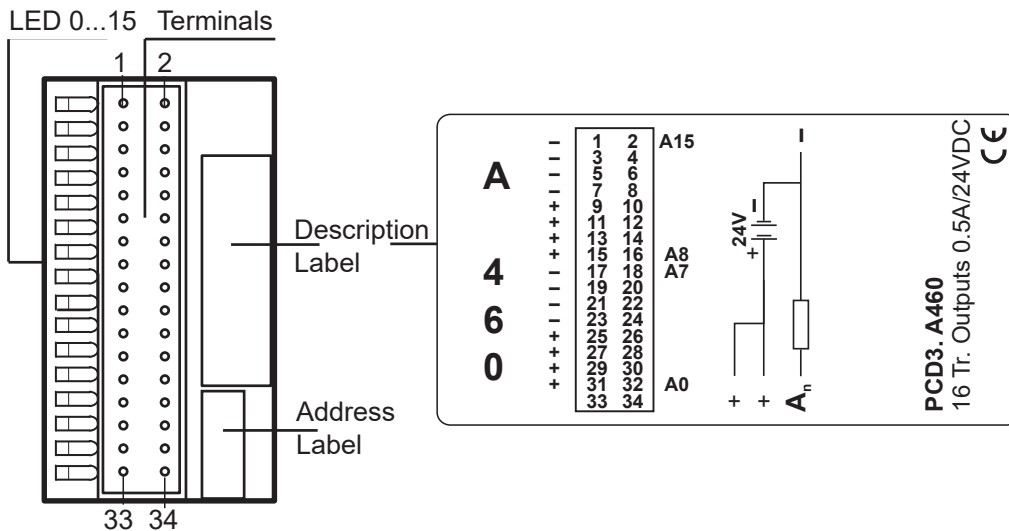 LED 0...15 Terminals
1 2
33 34
Description
Label
Address
Label
A
4
6
0
– 1 2 A15
– 3 4
– 5 6
– 7 8
+ 9 10
+ 11 12
+ 13 14
+ 15 16 A8
– 17 18 A7
– 19 20
– 21 22
– 23 24
+ 25 26
+ 27 28
+ 29 30
+ 31 32 A0
33 34
–
24V
–
+
+ + An
PCD3. A460
16 Tr. Outputs 0.5A/24VDC
CE